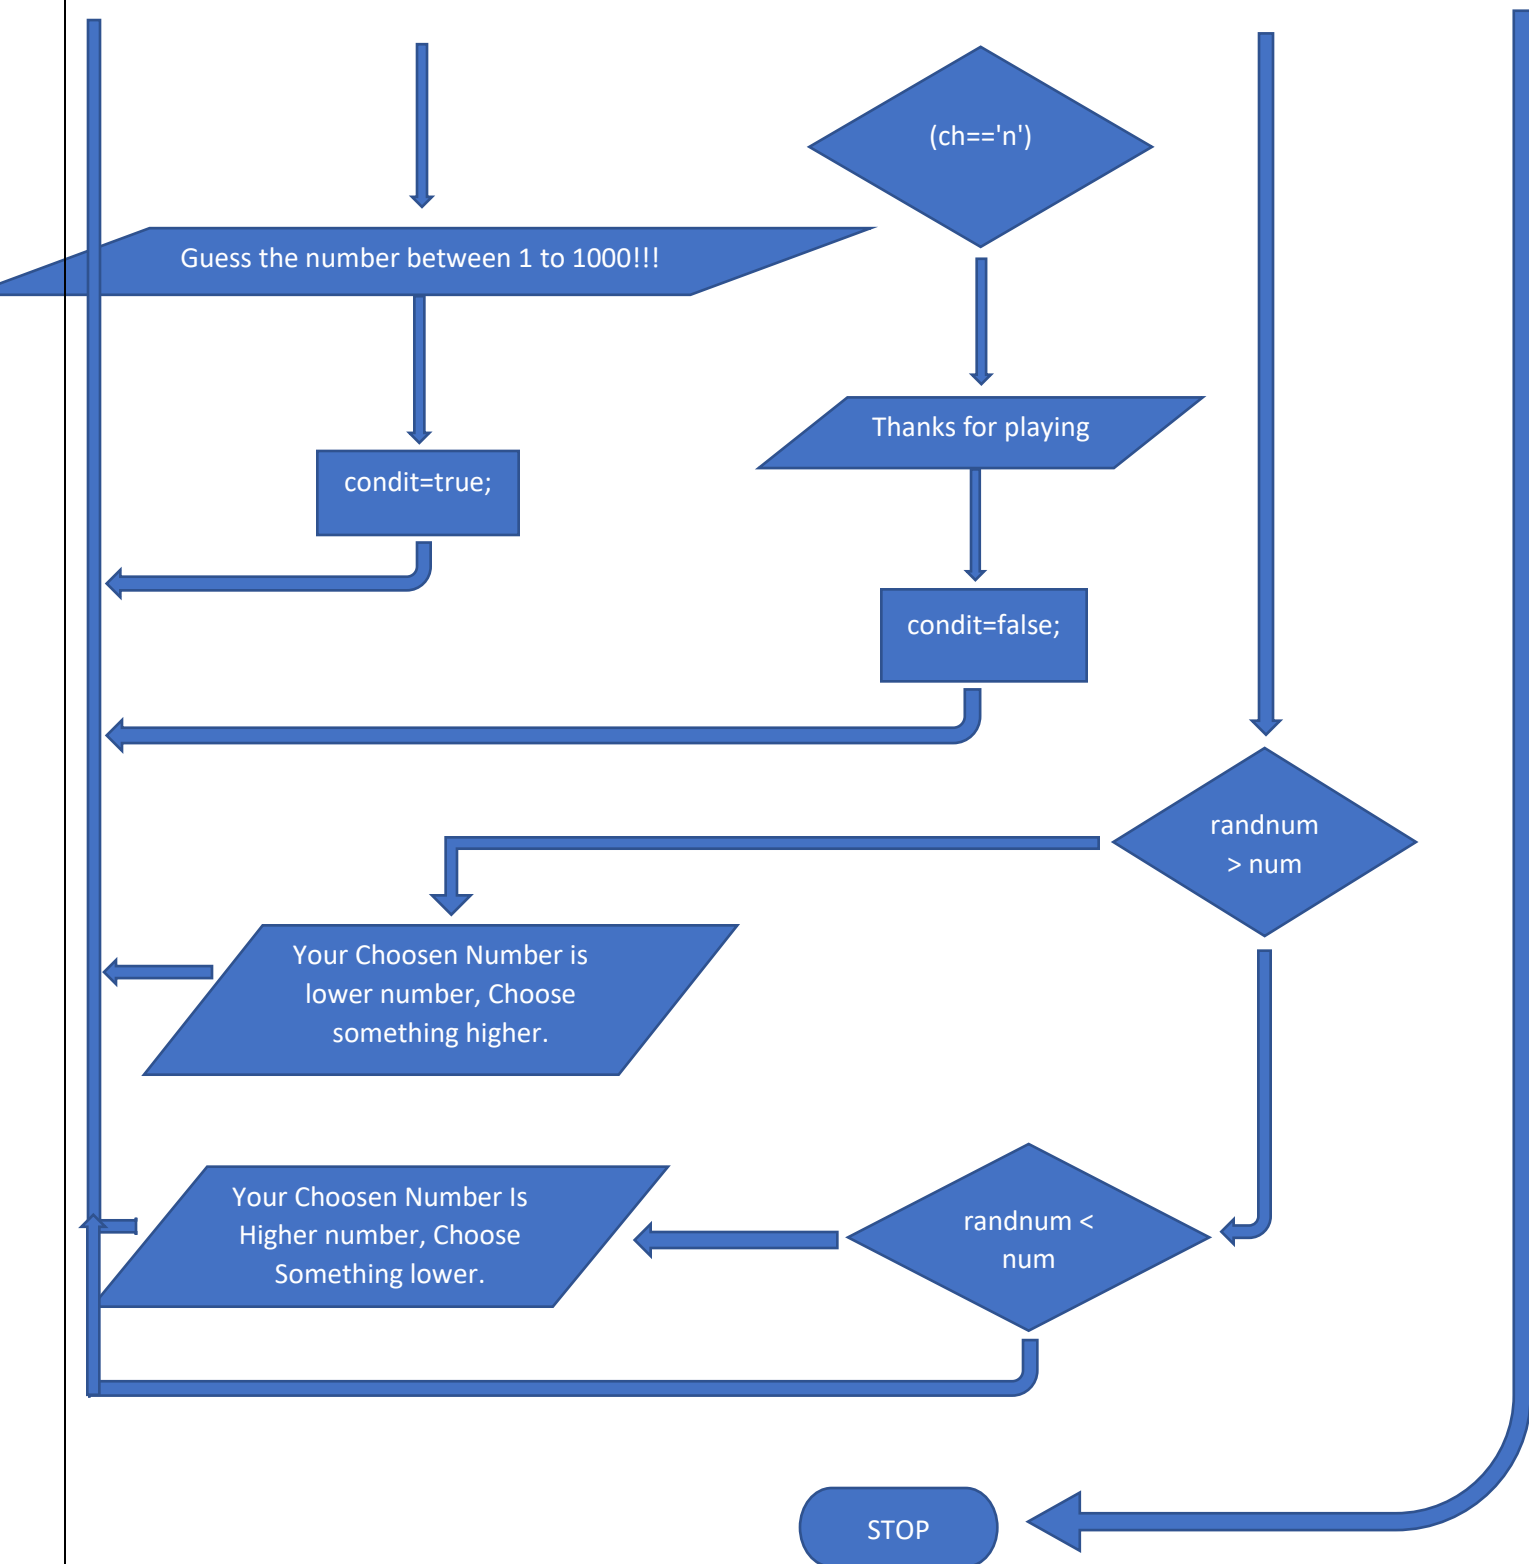 (ch=='n')
Guess the number between 1 to 1000!!!
Thanks for playing
condit=true;
condit=false;
randnum
> num
Your Choosen Number is
lower number, Choose
something higher.
Your Choosen Number Is
Higher number, Choose
Something lower.
randnum <
num
STOP